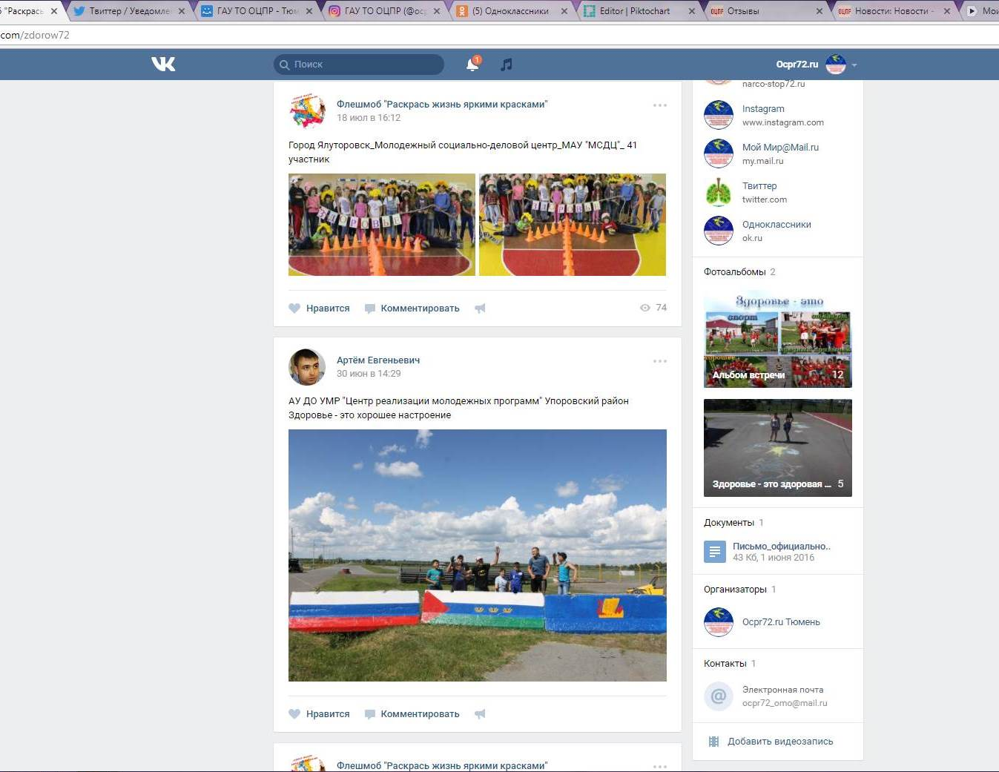 5 "Раскрась
Твиттер / Уведомле
ГАУ ТО ОЦПР - Тюм
ГАУ ТО ОЦПР (@ocp
(5) Одноклассники
Editor | Piktochart
ОЦПР Отзывы
ОЦПР Новости: Новости -
Мои
com/zdorow72
Поиск
1
Ocpr72.ru
Флешмоб "Раскрась жизнь яркими красками"
18 июл в 16:12
Город Ялуторовск_Молодежный социально-деловой центр_МАУ "МСДЦ"_ 41
участник
ЗДОРОВЬЕ
Нравится
Комментировать
74
Артём Евгеньевич
30 июн в 14:29
АУ ДО УМР "Центр реализации молодежных программ" Упоровский район
Здоровье - это хорошее настроение
Нравится
Комментировать
Флешмоб "Раскрась жизнь яркими красками"
narco-stop72.ru
Instagram
www.instagram.com
Мой Мир@Mail.ru
my.mail.ru
Твиттер
twitter.com
Одноклассники
ok.ru
Фотоальбомы 2
Здоровье - это
спорт
Альбом встречи 12
Здоровье - это здоровая ... 5
Документы 1
Письмо_официально..
43 Кб, 1 июня 2016
Организаторы 1
Ocpr72.ru Тюмень
Контакты 1
Электронная почта
ocpr72_omo@mail.ru
Добавить видеозапись